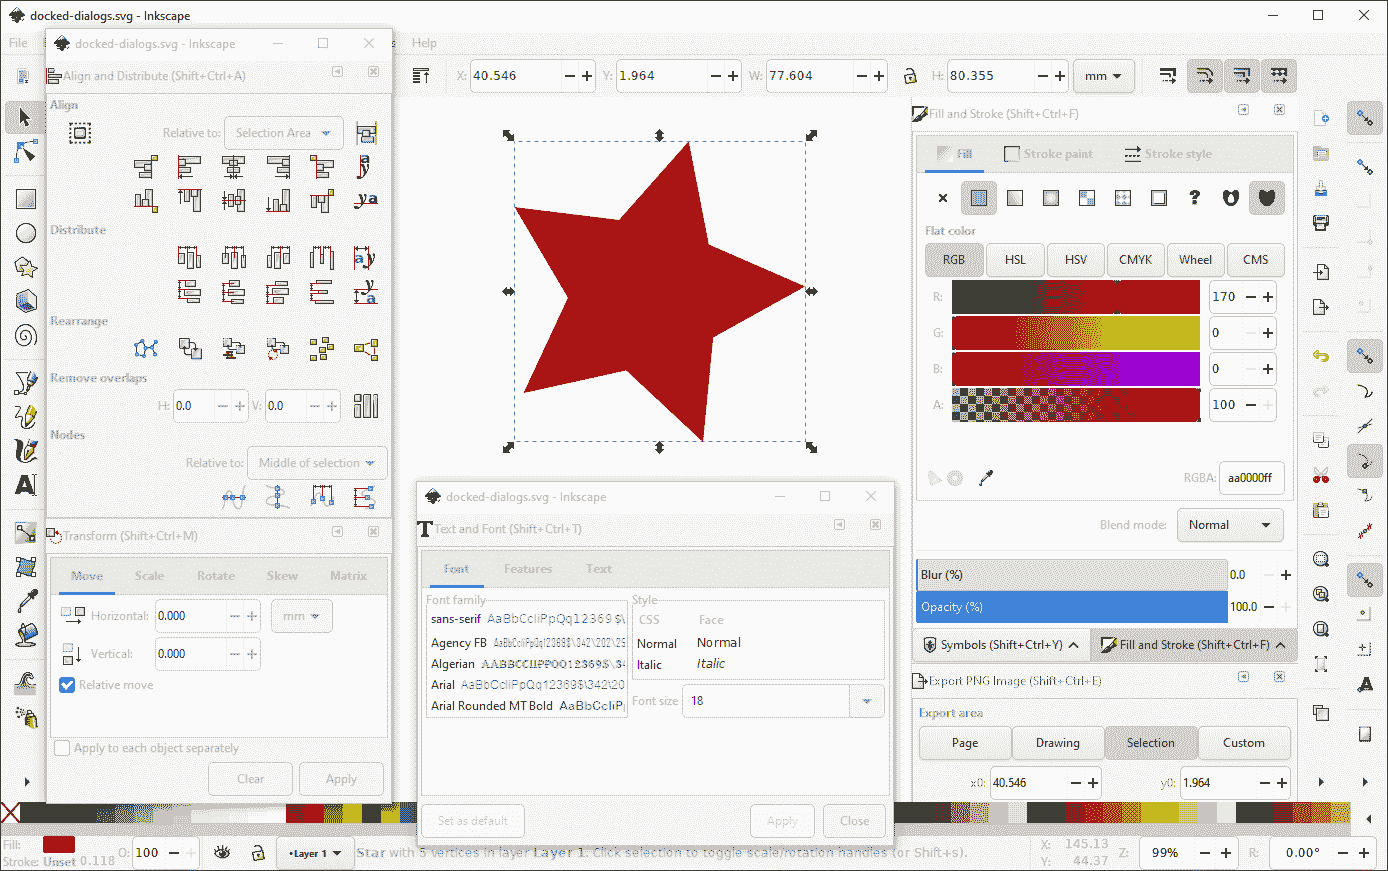 docked-dialogs.svg - Inkscape
File
Help
docked-dialogs.svg - Inkscape
Align and Distribute (Shift+Ctrl+A)
Align
Relative to: Selection Area
Distribute
Rearrange
Remove overlaps
H: 0.0 V: 0.0
Nodes
Relative to: Middle of selection
Transform (Shift+Ctrl+M)
Move Scale Rotate Skew Matrix
Horizontal: 0.000 mm
Vertical: 0.000
Relative move
Apply to each object separately
Clear Apply
X: 40.546 Y: 1.964 W: 77.604 H: 80.355 mm
docked-dialogs.svg - Inkscape
Text and Font (Shift+Ctrl+T)
Font Features Text
Font family
sans-serif AaBbCcIiPpQq12369$\
Agency FB AaBbCcIiPpQq12369$\342\202\25
Algerian AABBCCIIPPQQ12369$\34
Arial AaBbCcIiPpQq12369$\342\20
Arial Rounded MT Bold AaBbCcIiP
Style
CSS Face
Normal Normal
Italic Italic
Font size 18
Set as default Apply Close
Fill and Stroke (Shift+Ctrl+F)
Fill Stroke paint Stroke style
Flat color
RGB HSL HSV CMYK Wheel CMS
R: 170
G: 0
B: 0
A: 100
RGBA: aa0000ff
Blend mode: Normal
Blur (%) 0.0
Opacity (%) 100.0
Symbols (Shift+Ctrl+Y) Fill and Stroke (Shift+Ctrl+F)
Export PNG Image (Shift+Ctrl+E)
Export area
Page Drawing Selection Custom
x0: 40.546 y0: 1.964
Fill:
Stroke: Unset 0.118
O: 100
•Layer 1
Star with 5 vertices in layer Layer 1. Click selection to toggle scale/rotation handles (or Shift+s).
X: 145.13
Y: 44.37
Z: 99% R: 0.00°